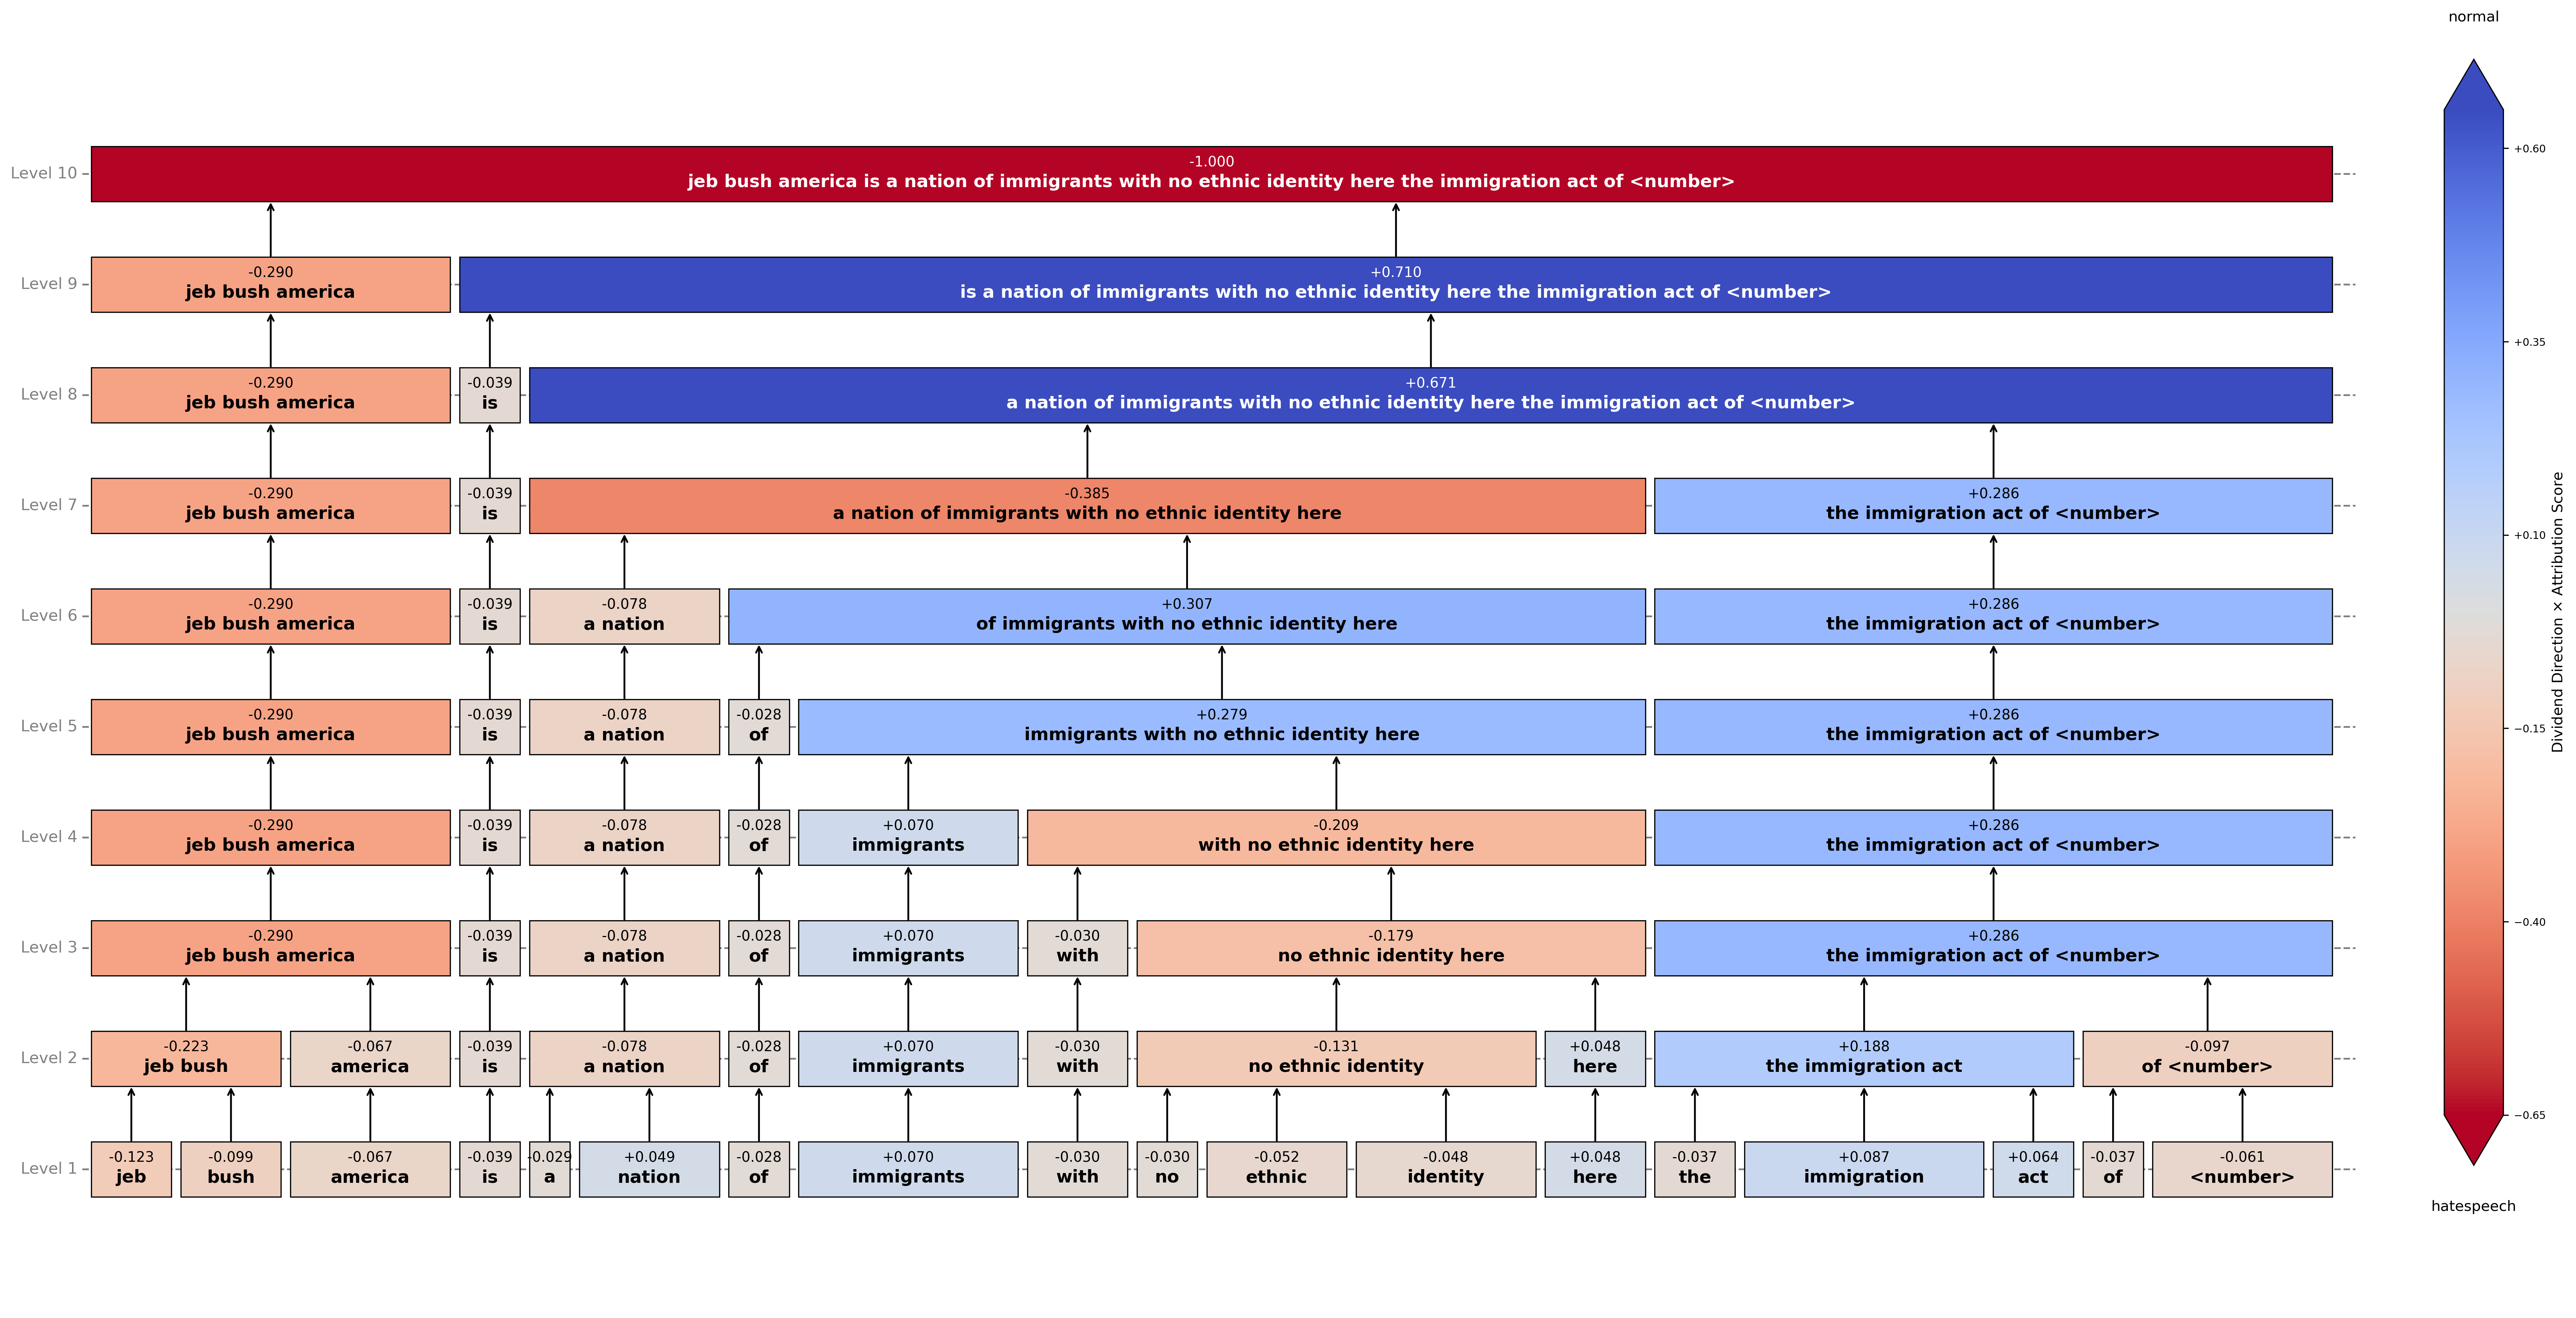 normal
Level 10
-1.000
jeb bush america is a nation of immigrants with no ethnic identity here the immigration act of <number>
Level 9
-0.290
jeb bush america
+0.710
is a nation of immigrants with no ethnic identity here the immigration act of <number>
Level 8
-0.290
jeb bush america
-0.039
is
+0.671
a nation of immigrants with no ethnic identity here the immigration act of <number>
Level 7
-0.290
jeb bush america
-0.039
is
-0.385
a nation of immigrants with no ethnic identity here
+0.286
the immigration act of <number>
Level 6
-0.290
jeb bush america
-0.039
is
-0.078
a nation
+0.307
of immigrants with no ethnic identity here
+0.286
the immigration act of <number>
Level 5
-0.290
jeb bush america
-0.039
is
-0.078
a nation
-0.028
of
+0.279
immigrants with no ethnic identity here
+0.286
the immigration act of <number>
Level 4
-0.290
jeb bush america
-0.039
is
-0.078
a nation
-0.028
of
+0.070
immigrants
-0.209
with no ethnic identity here
+0.286
the immigration act of <number>
Level 3
-0.290
jeb bush america
-0.039
is
-0.078
a nation
-0.028
of
+0.070
immigrants
-0.030
with
-0.179
no ethnic identity here
+0.286
the immigration act of <number>
Level 2
-0.223
jeb bush
-0.067
america
-0.039
is
-0.078
a nation
-0.028
of
+0.070
immigrants
-0.030
with
-0.131
no ethnic identity
+0.048
here
+0.188
the immigration act
-0.097
of <number>
Level 1
-0.123
jeb
-0.099
bush
-0.067
america
-0.039
is
-0.029
a
+0.049
nation
-0.028
of
+0.070
immigrants
-0.030
with
-0.030
no
-0.052
ethnic
-0.048
identity
+0.048
here
-0.037
the
+0.087
immigration
+0.064
act
-0.037
of
-0.061
<number>
+0.60
+0.35
+0.10
−0.15
−0.40
−0.65
Dividend Direction × Attribution Score
hatespeech